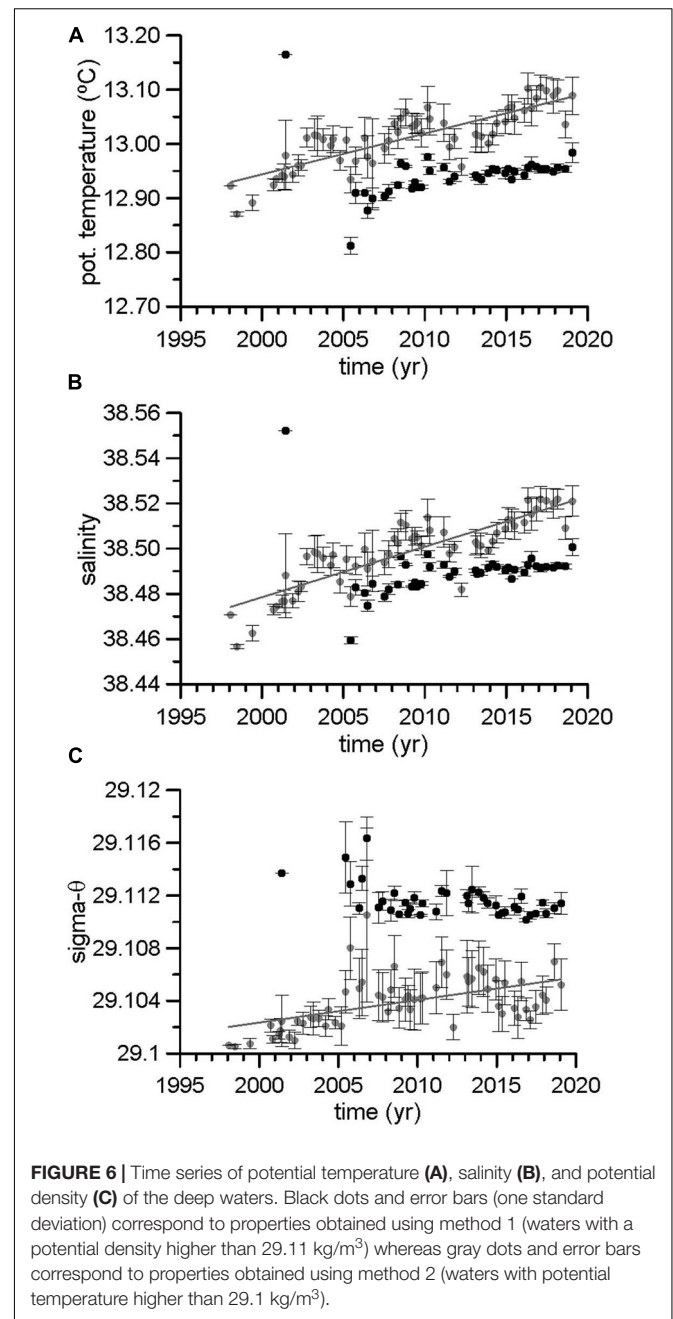 A
13.20
13.10
13.00
12.90
12.80
12.70
pot. temperature (ºC)
1995 2000 2005 2010 2015 2020
time (yr)
B
38.56
38.54
38.52
38.50
38.48
38.46
38.44
salinity
1995 2000 2005 2010 2015 2020
time (yr)
C
29.12
29.116
29.112
29.108
29.104
29.1
sigma-θ
1995 2000 2005 2010 2015 2020
time (yr)
FIGURE 6 | Time series of potential temperature (A), salinity (B), and potential
density (C) of the deep waters. Black dots and error bars (one standard
deviation) correspond to properties obtained using method 1 (waters with a
potential density higher than 29.11 kg/m³) whereas gray dots and error bars
correspond to properties obtained using method 2 (waters with potential
temperature higher than 29.1 kg/m³).